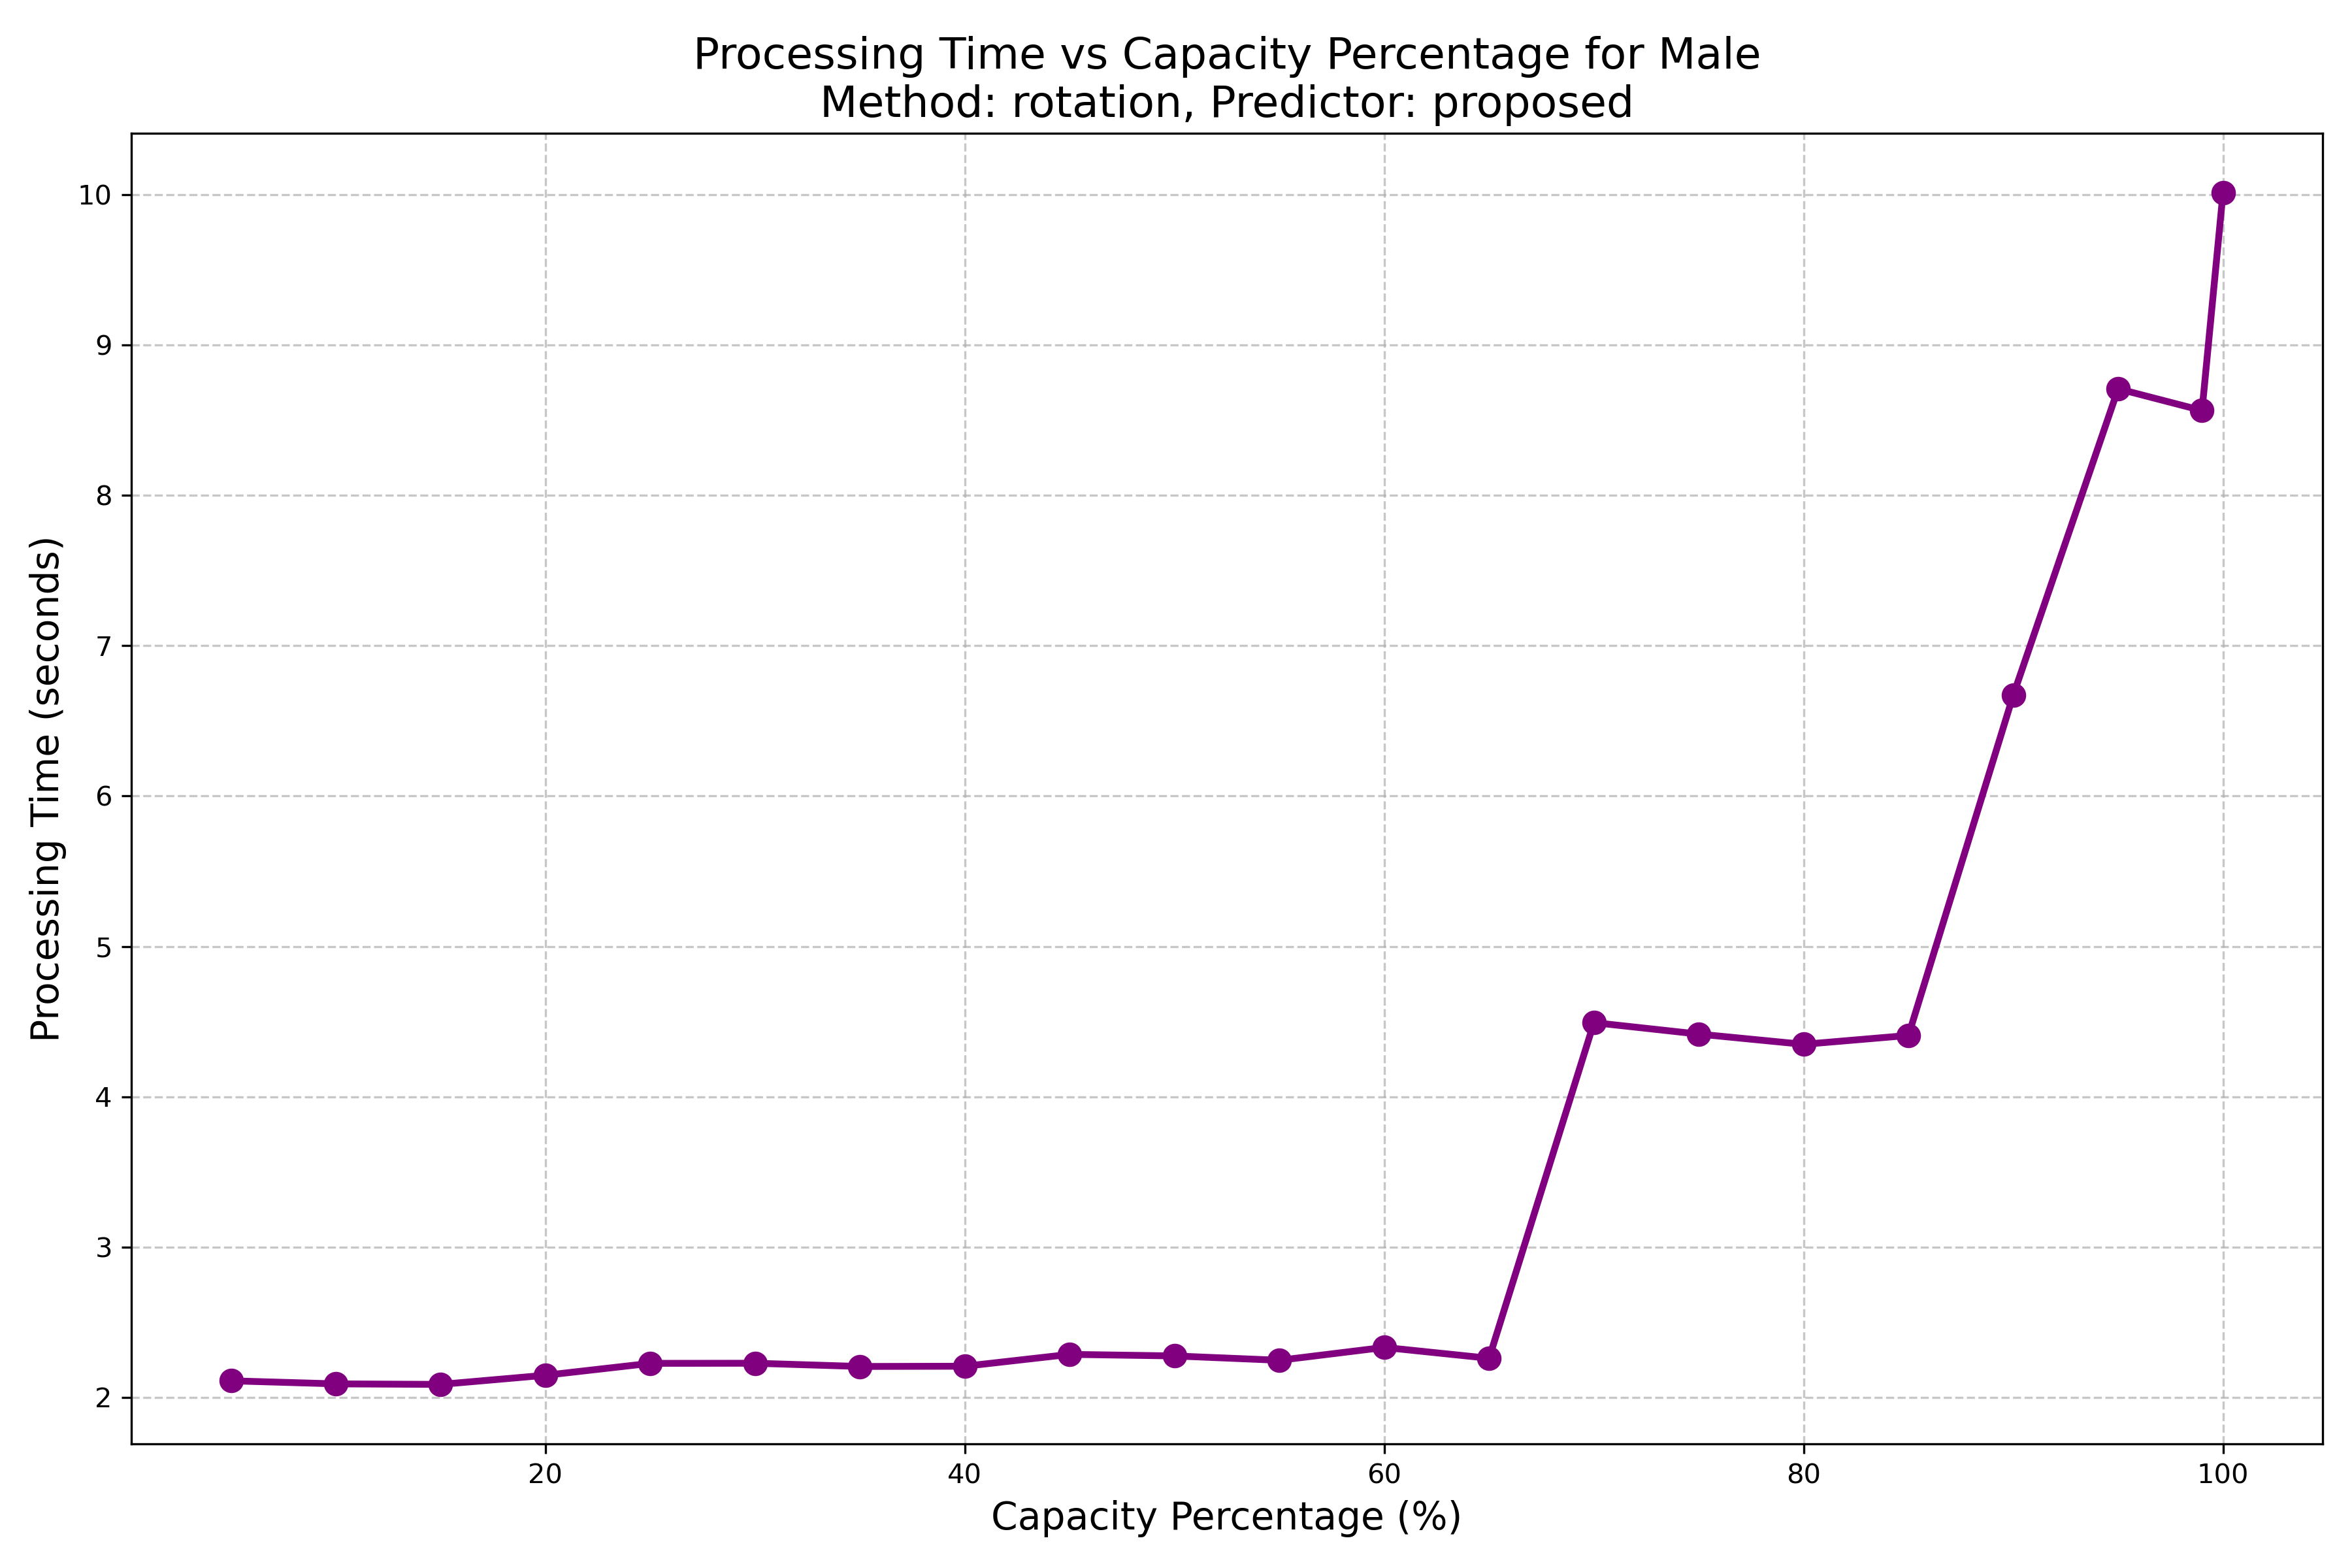 Processing Time vs Capacity Percentage for Male
Method: rotation, Predictor: proposed
Processing Time (seconds)
10
9
8
7
6
5
4
3
2
20 40 60 80 100
Capacity Percentage (%)